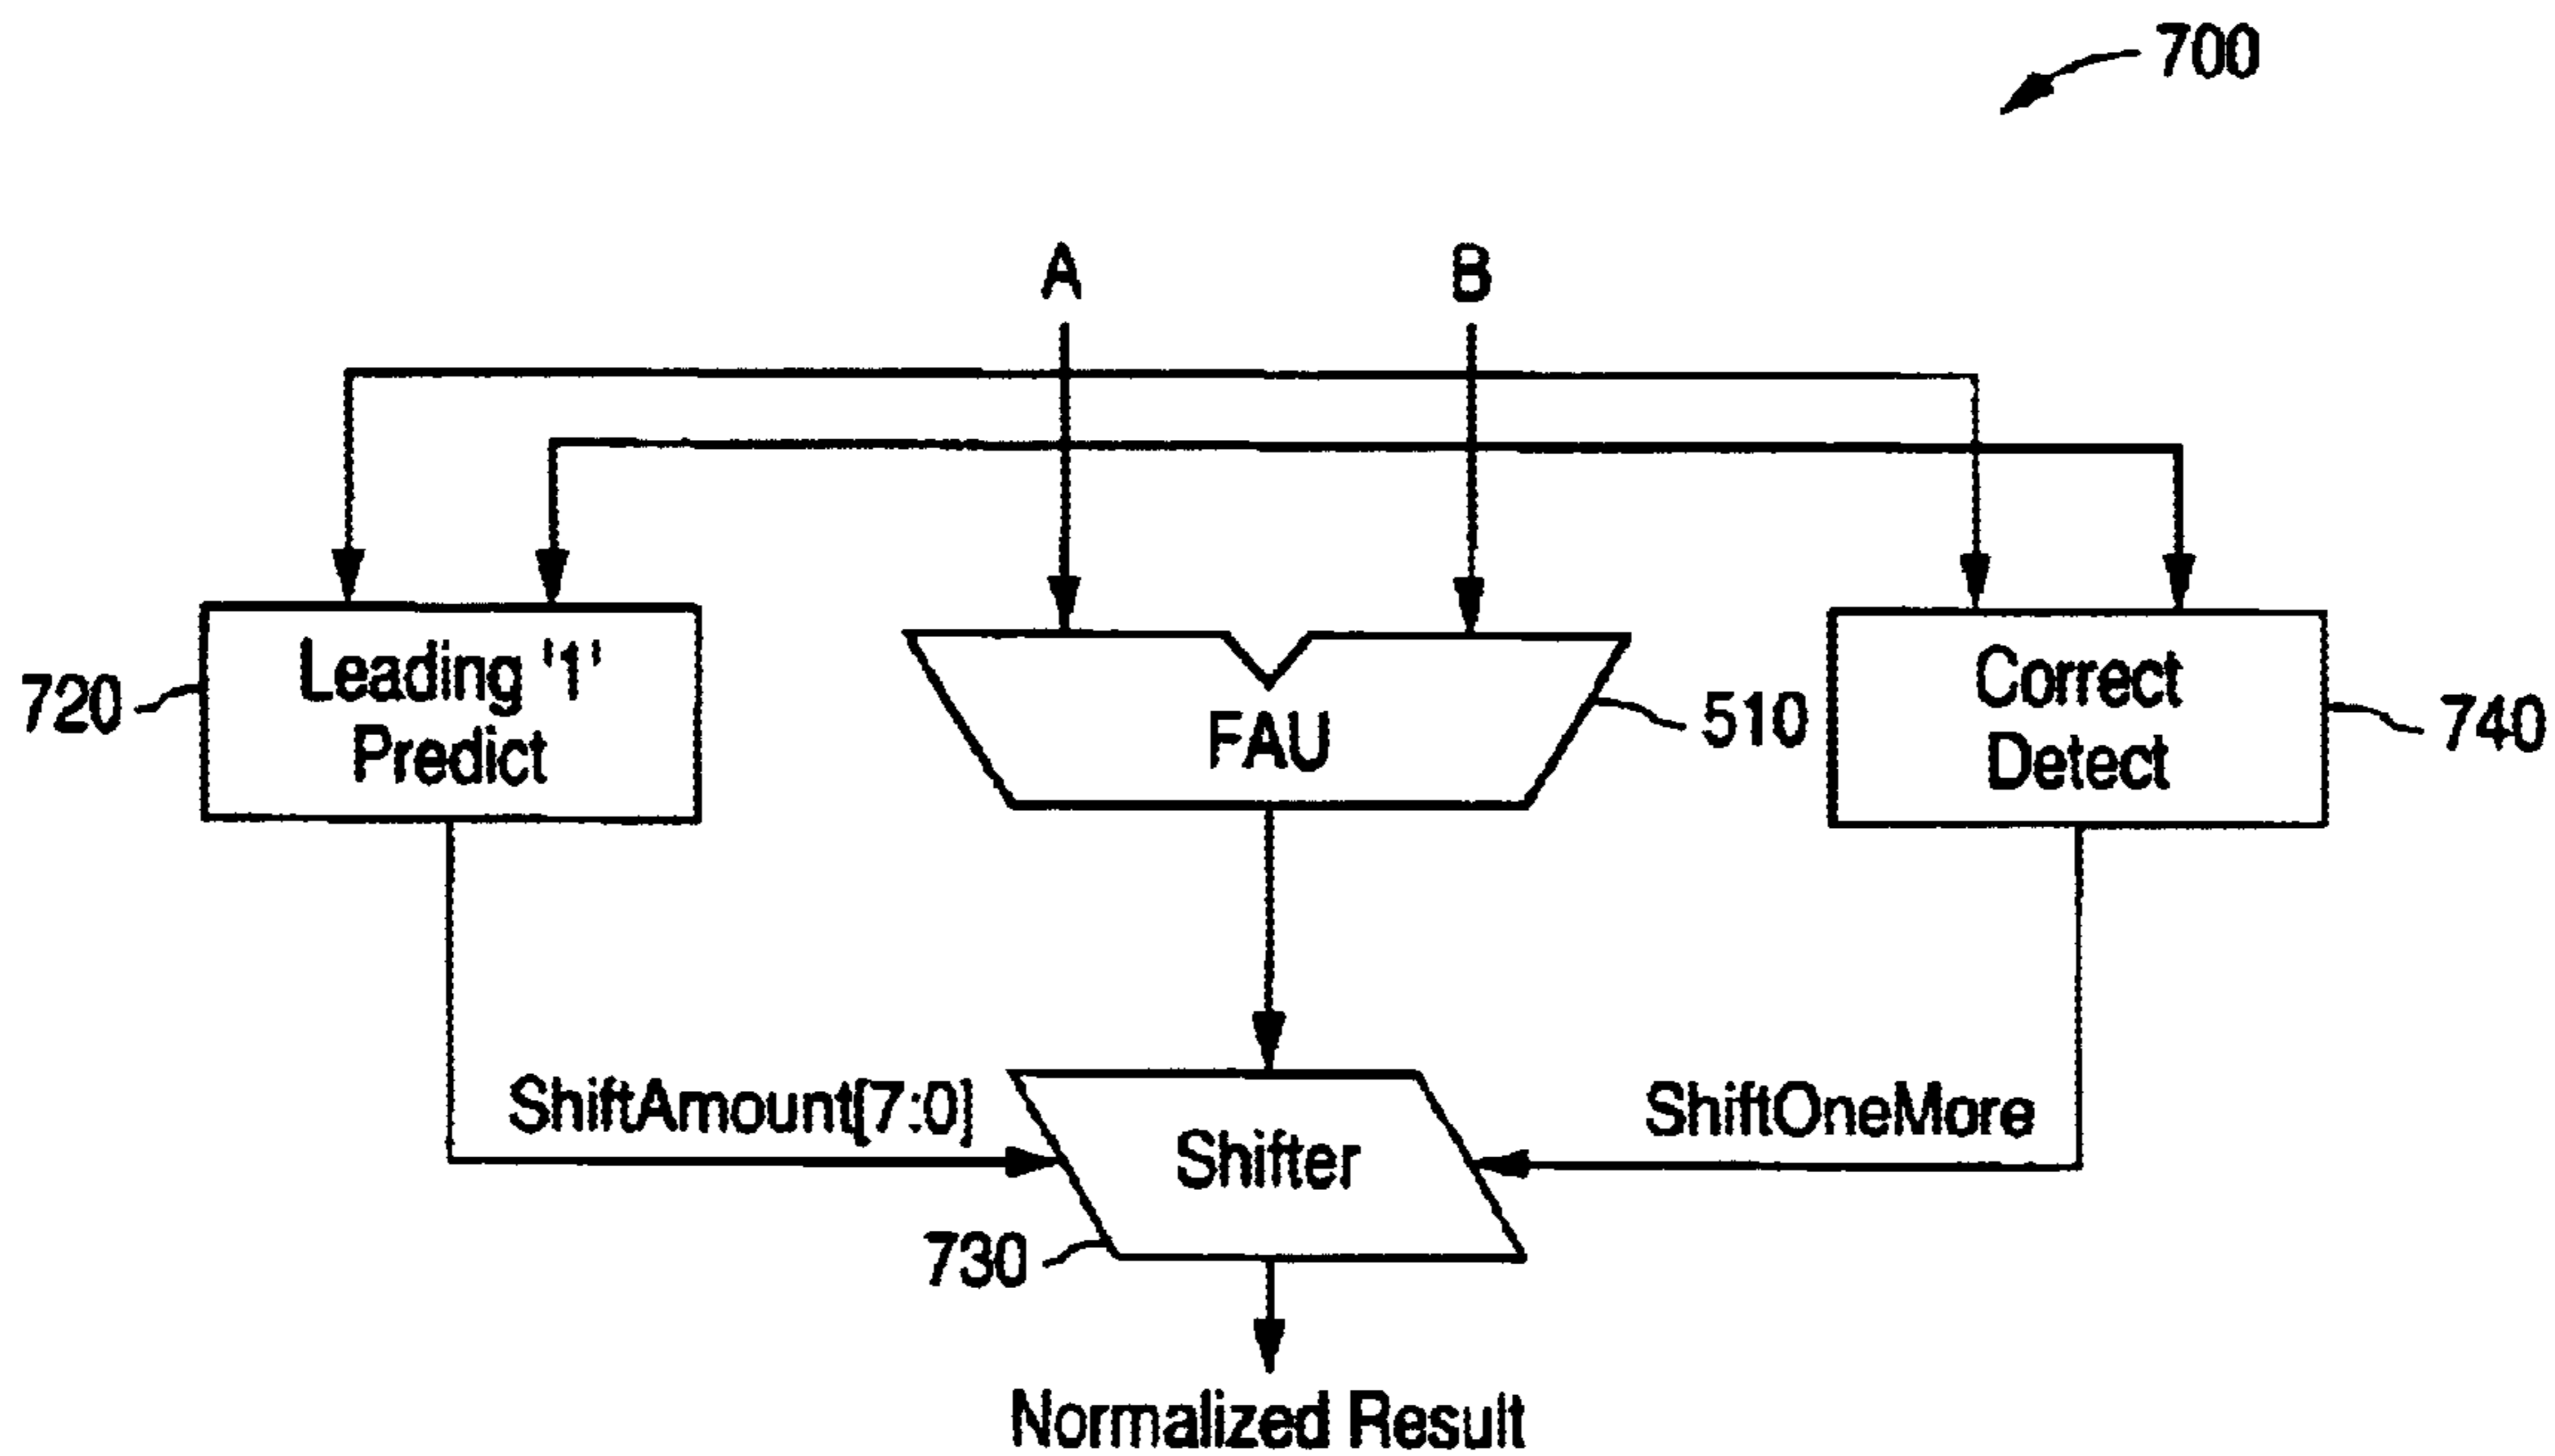 700
A
B
Leading '1'
Predict
720
FAU
510
Correct
Detect
740
ShiftAmount[7:0]
Shifter
ShiftOneMore
730
Normalized Result